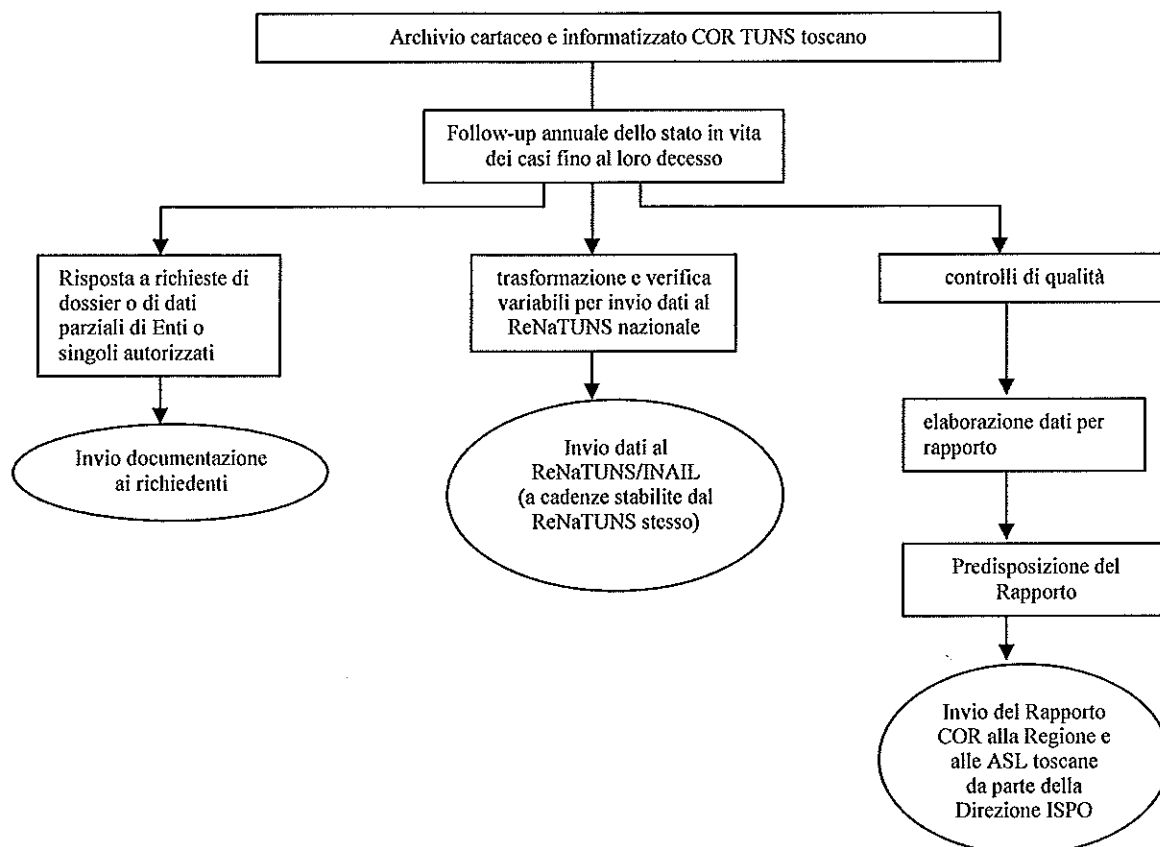 Archivio cartaceo e informatizzato COR TUNS toscano
Follow-up annuale dello stato in vita
dei casi fino al loro decesso
Risposta a richieste di
dossier o di dati
parziali di Enti o
singoli autorizzati
trasformazione e verifica
variabili per invio dati al
ReNaTUNS nazionale
controlli di qualità
Invio documentazione
ai richiedenti
Invio dati al
ReNaTUNS/INAIL
(a cadenze stabilite dal
ReNaTUNS stesso)
elaborazione dati per
rapporto
Predisposizione del
Rapporto
Invio del Rapporto
COR alla Regione e
alle ASL toscane
da parte della
Direzione ISPO